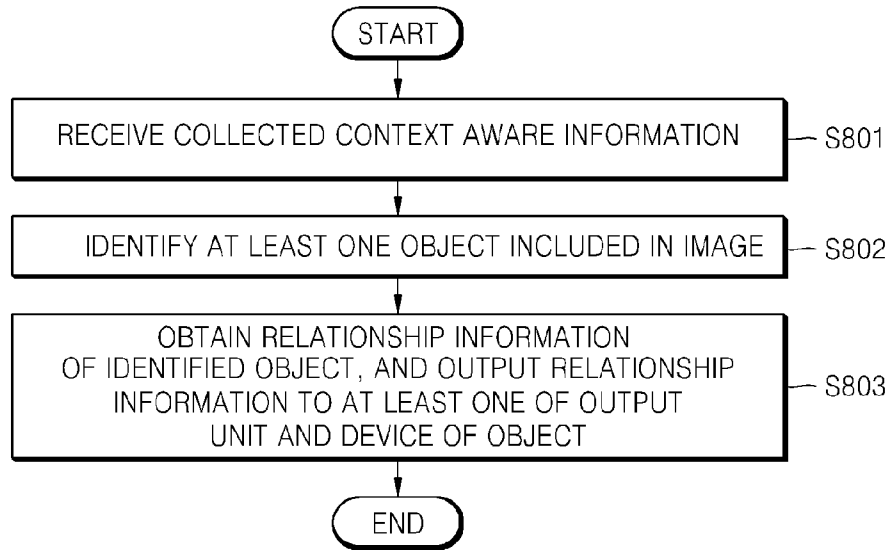 START
RECEIVE COLLECTED CONTEXT AWARE INFORMATION
S801
IDENTIFY AT LEAST ONE OBJECT INCLUDED IN IMAGE
S802
OBTAIN RELATIONSHIP INFORMATION
OF IDENTIFIED OBJECT, AND OUTPUT RELATIONSHIP
INFORMATION TO AT LEAST ONE OF OUTPUT
UNIT AND DEVICE OF OBJECT
S803
END